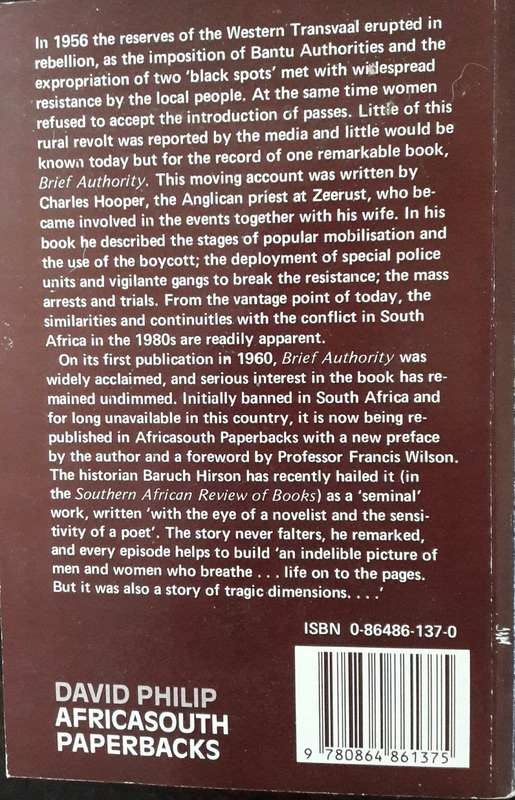 In 1956 the reserves of the Western Transvaal erupted in
rebellion, as the imposition of Bantu Authorities and the
expropriation of two 'black spots' met with widespread
resistance by the local people. At the same time women
refused to accept the introduction of passes. Little of this
rural revolt was reported by the media and little would be
known today but for the record of one remarkable book,
Brief Authority. This moving account was written by
Charles Hooper, the Anglican priest at Zeerust, who be-
came involved in the events together with his wife. In his
book he described the stages of popular mobilisation and
the use of the boycott; the deployment of special police
units and vigilante gangs to break the resistance; the mass
arrests and trials. From the vantage point of today, the
similarities and continuities with the conflict in South
Africa in the 1980s are readily apparent.
On its first publication in 1960, Brief Authority was
widely acclaimed, and serious interest in the book has re-
mained undimmed. Initially banned in South Africa and
for long unavailable in this country, it is now being re-
published in Africasouth Paperbacks with a new preface
by the author and a foreword by Professor Francis Wilson.
The historian Baruch Hirson has recently hailed it (in
the Southern African Review of Books) as a 'seminal'
work, written 'with the eye of a novelist and the sensi-
tivity of a poet'. The story never falters, he remarked,
and every episode helps to build 'an indelible picture of
men and women who breathe . . . life on to the pages.
But it was also a story of tragic dimensions. . . .'
ISBN 0-86486-137-0
DAVID PHILIP
AFRICASOUTH
PAPERBACKS
9 780864 861375